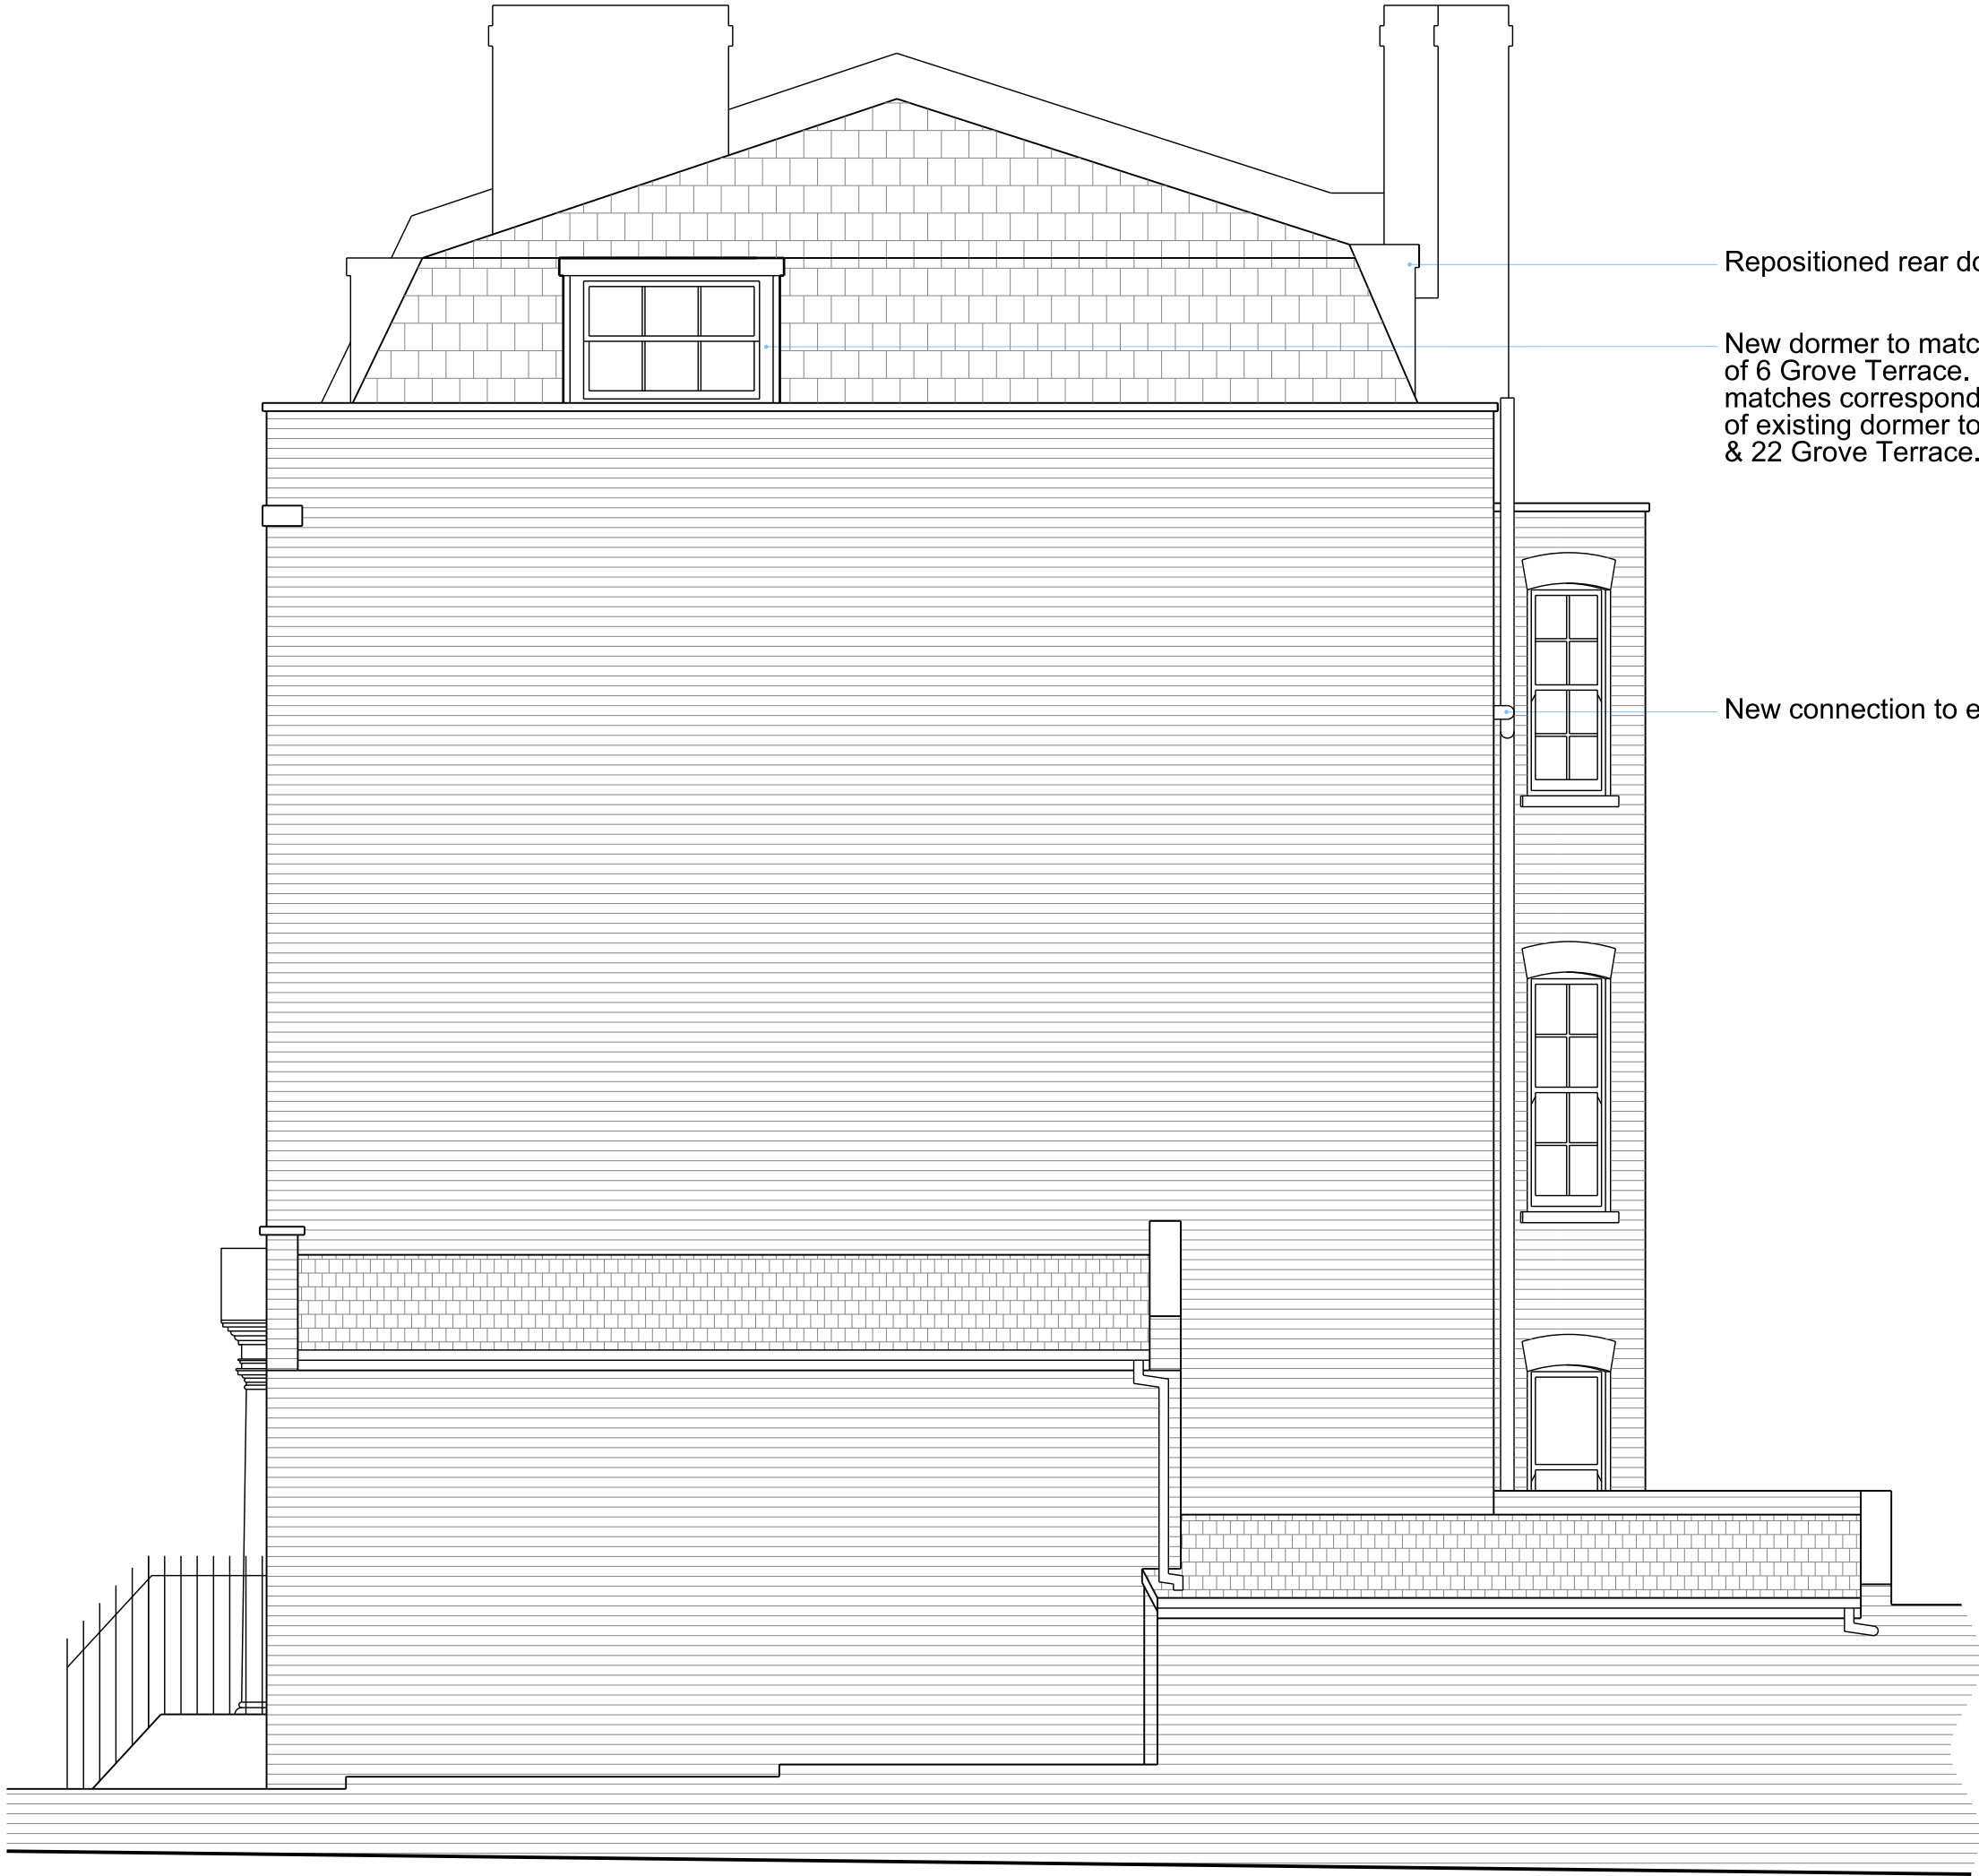 Repositioned rear do
New dormer to matc
of 6 Grove Terrace.
matches correspond
of existing dormer to
& 22 Grove Terrace.
New connection to e